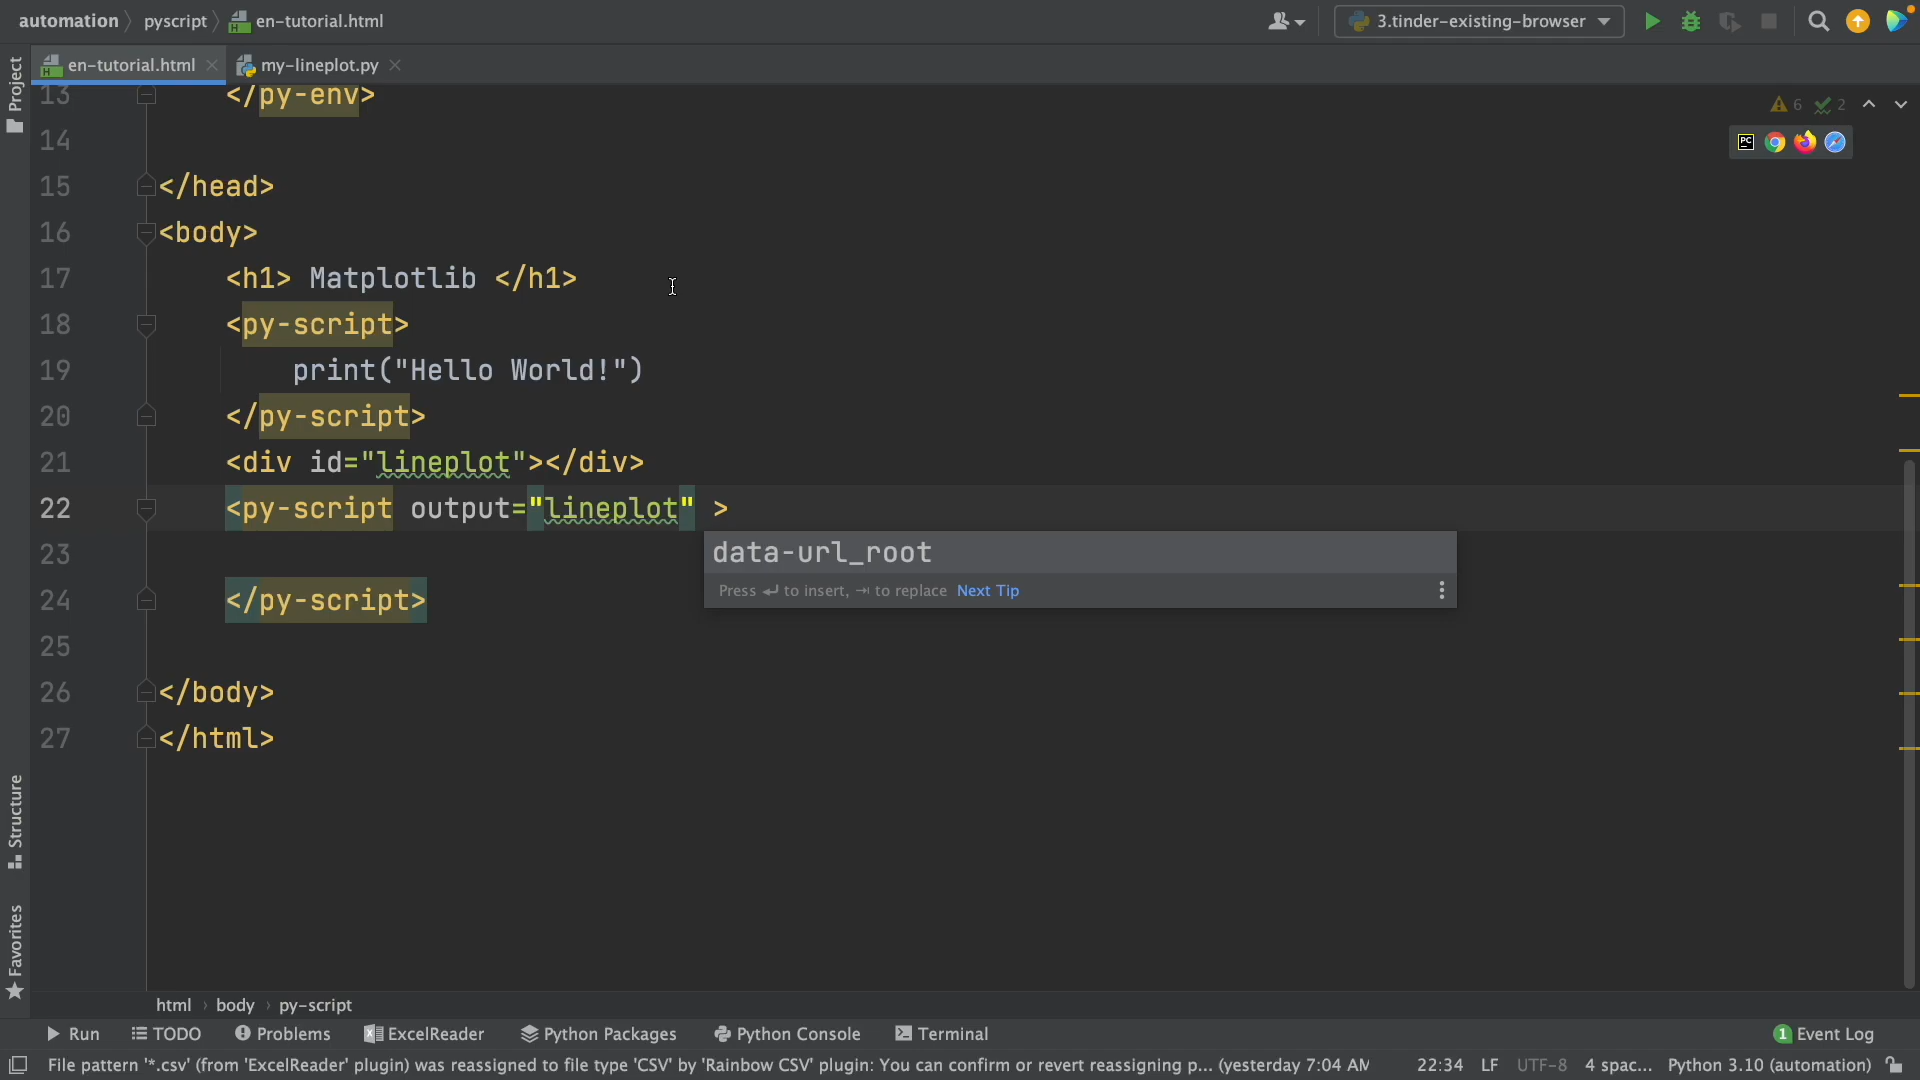 automation pyscript en-tutorial.html 3.tinder-existing-browser
en-tutorial.html my-lineplot.py
Project
13 </py-env>
6 2
14
15 </head>
16 <body>
17 <h1> Matplotlib </h1>
18 <py-script>
19 print("Hello World!")
20 </py-script>
21 <div id="lineplot"></div>
22 <py-script output="lineplot" >
23
data-url_root
Press ↵ to insert, ⇥ to replace Next Tip
24 </py-script>
25
26 </body>
27 </html>
Structure
Favorites
html body py-script
Run TODO Problems ExcelReader Python Packages Python Console Terminal 1 Event Log
File pattern '*.csv' (from 'ExcelReader' plugin) was reassigned to file type 'CSV' by 'Rainbow CSV' plugin: You can confirm or revert reassigning p... (yesterday 7:04 AM 22:34 LF UTF-8 4 spac... Python 3.10 (automation)